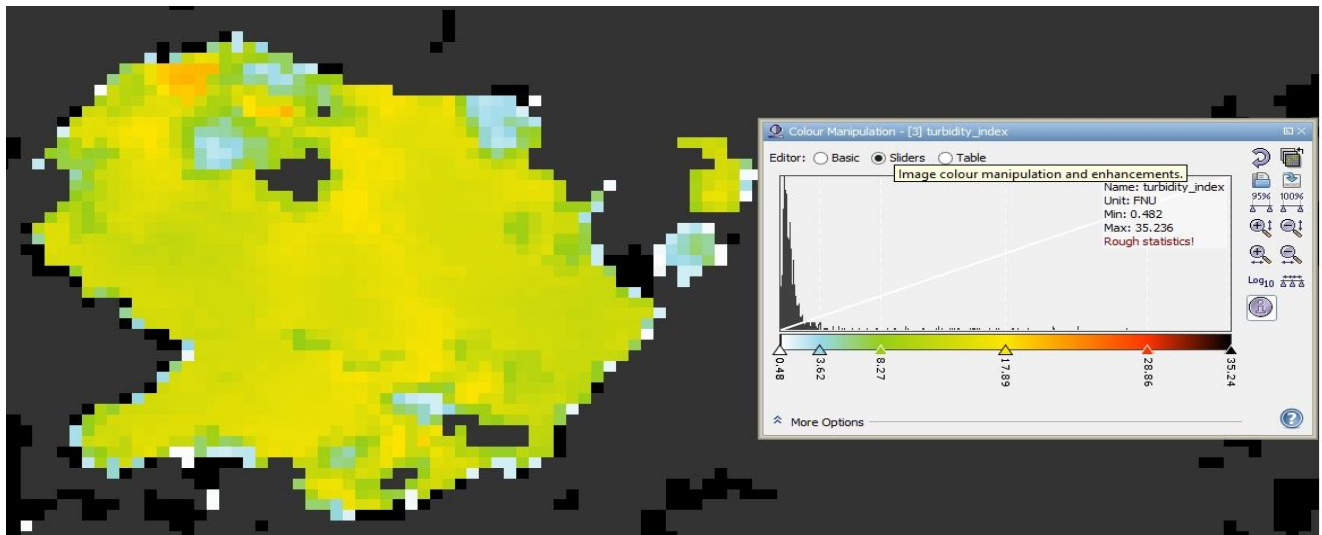 Colour Manipulation - [3] turbidity_index
Editor: Basic Sliders Table
Image colour manipulation and enhancements.
Name: turbidity_index
Unit: FNU
Min: 0.482
Max: 35.236
Rough statistics!
95% 100%
Log10
0.48 3.62 8.27 17.89 28.86 35.24
More Options
?